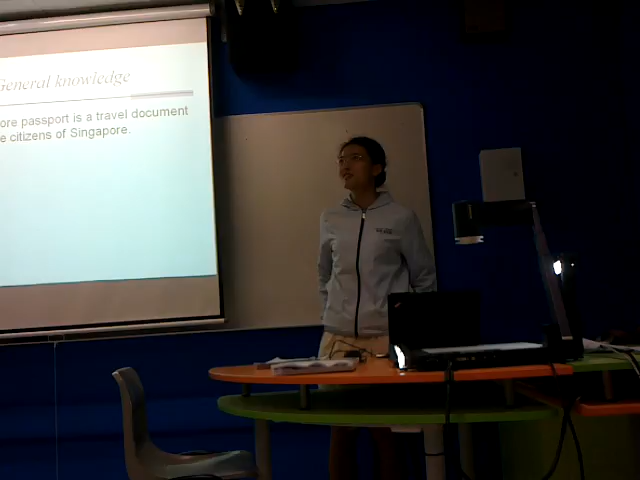 General knowledge
ore passport is a travel document
e citizens of Singapore.